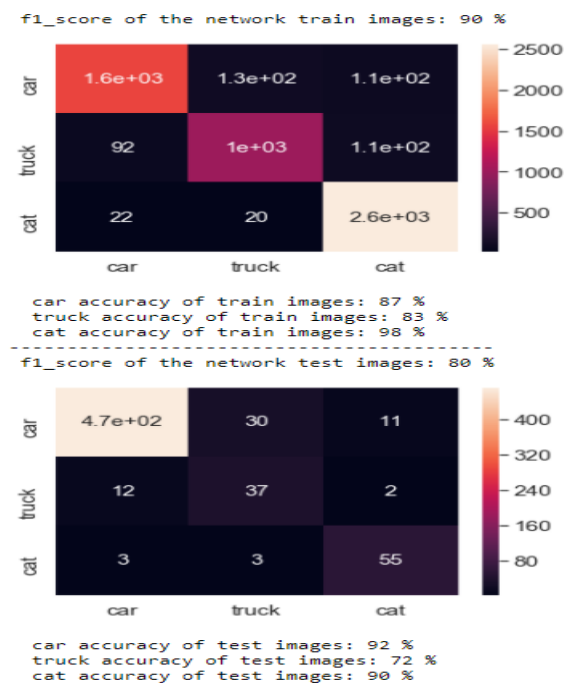 f1_score of the network train images: 90 %
car 1.6e+03 1.3e+02 1.1e+02
truck 92 1e+03 1.1e+02
cat 22 20 2.6e+03
car truck cat
2500
2000
1500
1000
500
car accuracy of train images: 87 %
truck accuracy of train images: 83 %
cat accuracy of train images: 98 %
--------------------------------------------------
f1_score of the network test images: 80 %
car 4.7e+02 30 11
truck 12 37 2
cat 3 3 55
car truck cat
400
320
240
160
80
car accuracy of test images: 92 %
truck accuracy of test images: 72 %
cat accuracy of test images: 90 %